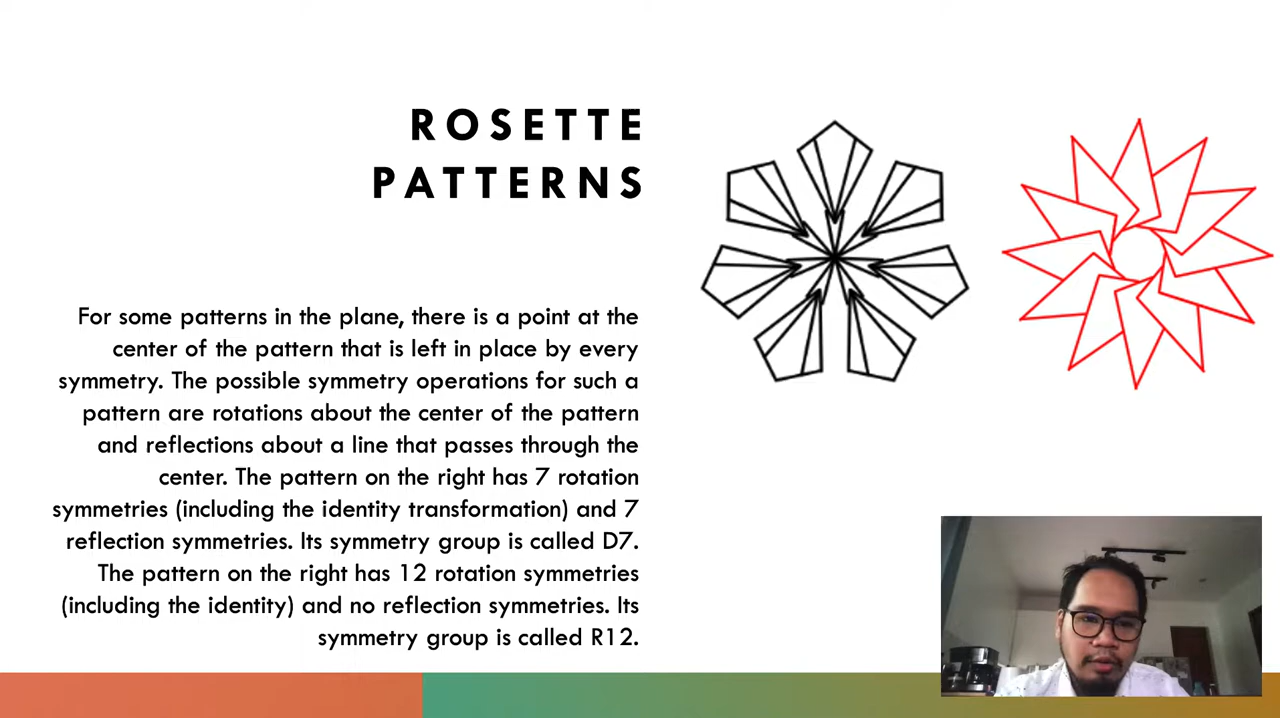 ROSETTE
PATTERNS
For some patterns in the plane, there is a point at the
center of the pattern that is left in place by every
symmetry. The possible symmetry operations for such a
pattern are rotations about the center of the pattern
and reflections about a line that passes through the
center. The pattern on the right has 7 rotation
symmetries (including the identity transformation) and 7
reflection symmetries. Its symmetry group is called D7.
The pattern on the right has 12 rotation symmetries
(including the identity) and no reflection symmetries. Its
symmetry group is called R12.